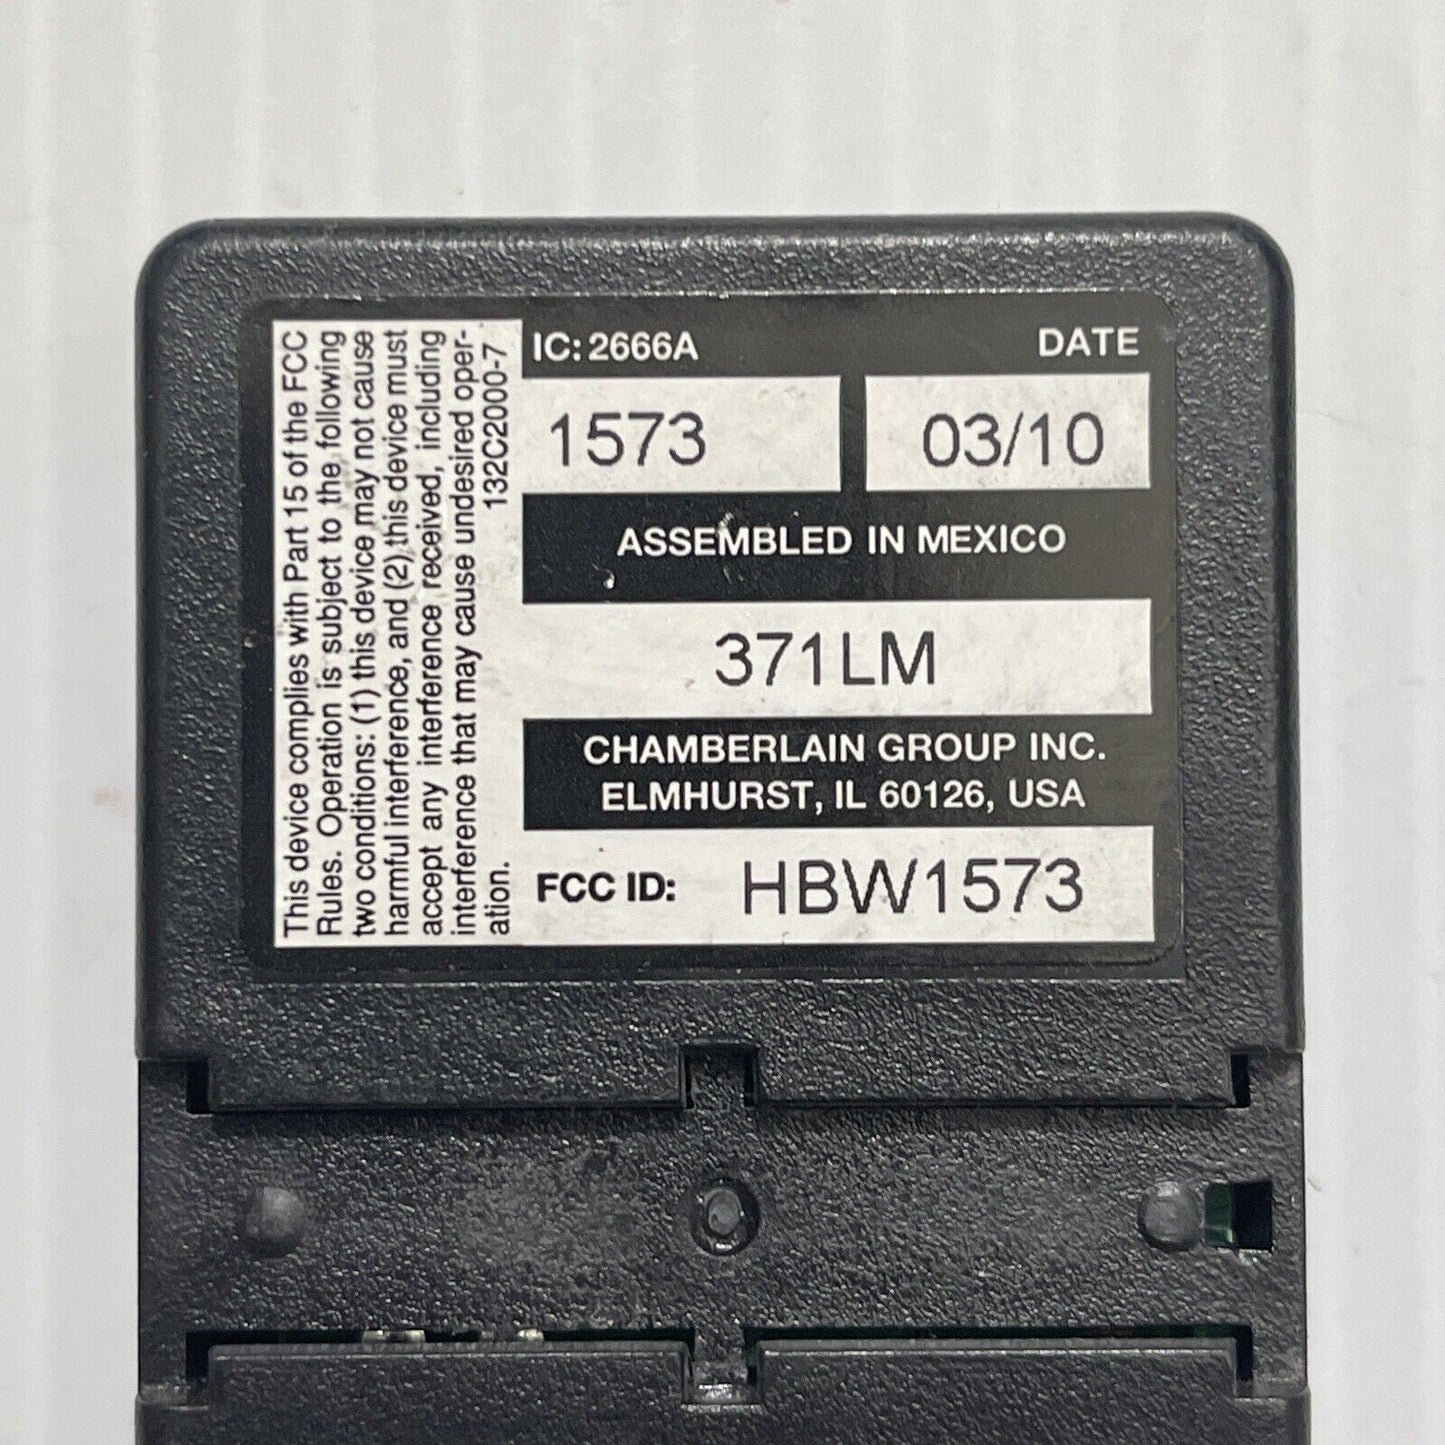 This device complies with Part 15 of the FCC
Rules. Operation is subject to the following
two conditions: (1) this device may not cause
harmful interference, and (2) this device must
accept any interference received, including
interference that may cause undesired oper-
ation.
132C2000-7
IC: 2666A
DATE
1573
03/10
ASSEMBLED IN MEXICO
371LM
CHAMBERLAIN GROUP INC.
ELMHURST, IL 60126, USA
FCC ID: HBW1573